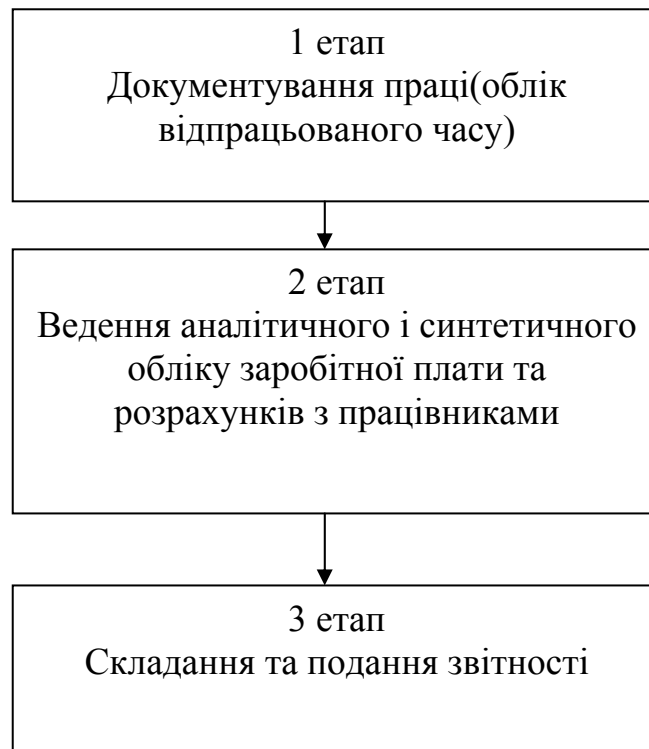 1 етап
Документування праці(облік
відпрацьованого часу)
2 етап
Ведення аналітичного і синтетичного
обліку заробітної плати та
розрахунків з працівниками
3 етап
Складання та подання звітності